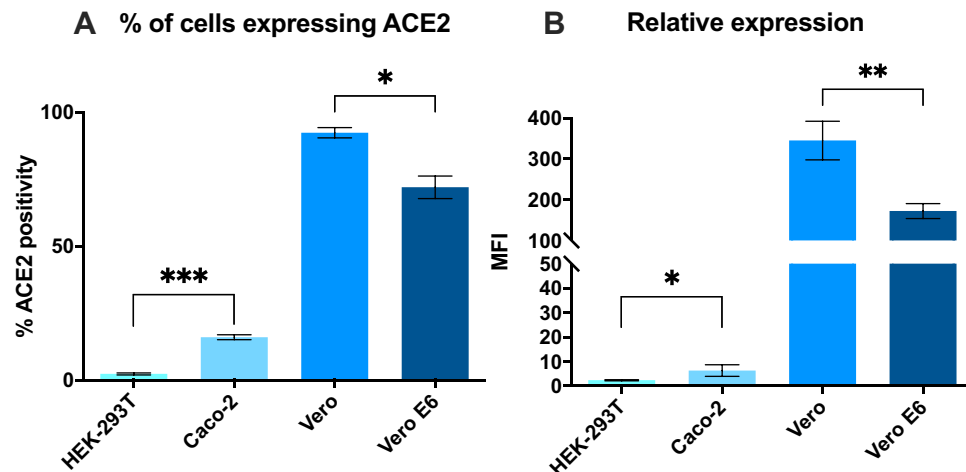 A % of cells expressing ACE2
*
100
% ACE2 positivity
50
***
0
HEK-293T
Caco-2
Vero
Vero E6
B Relative expression
**
400
300
200
100
MFI
50
40
30
20
10
0
*
HEK-293T
Caco-2
Vero
Vero E6